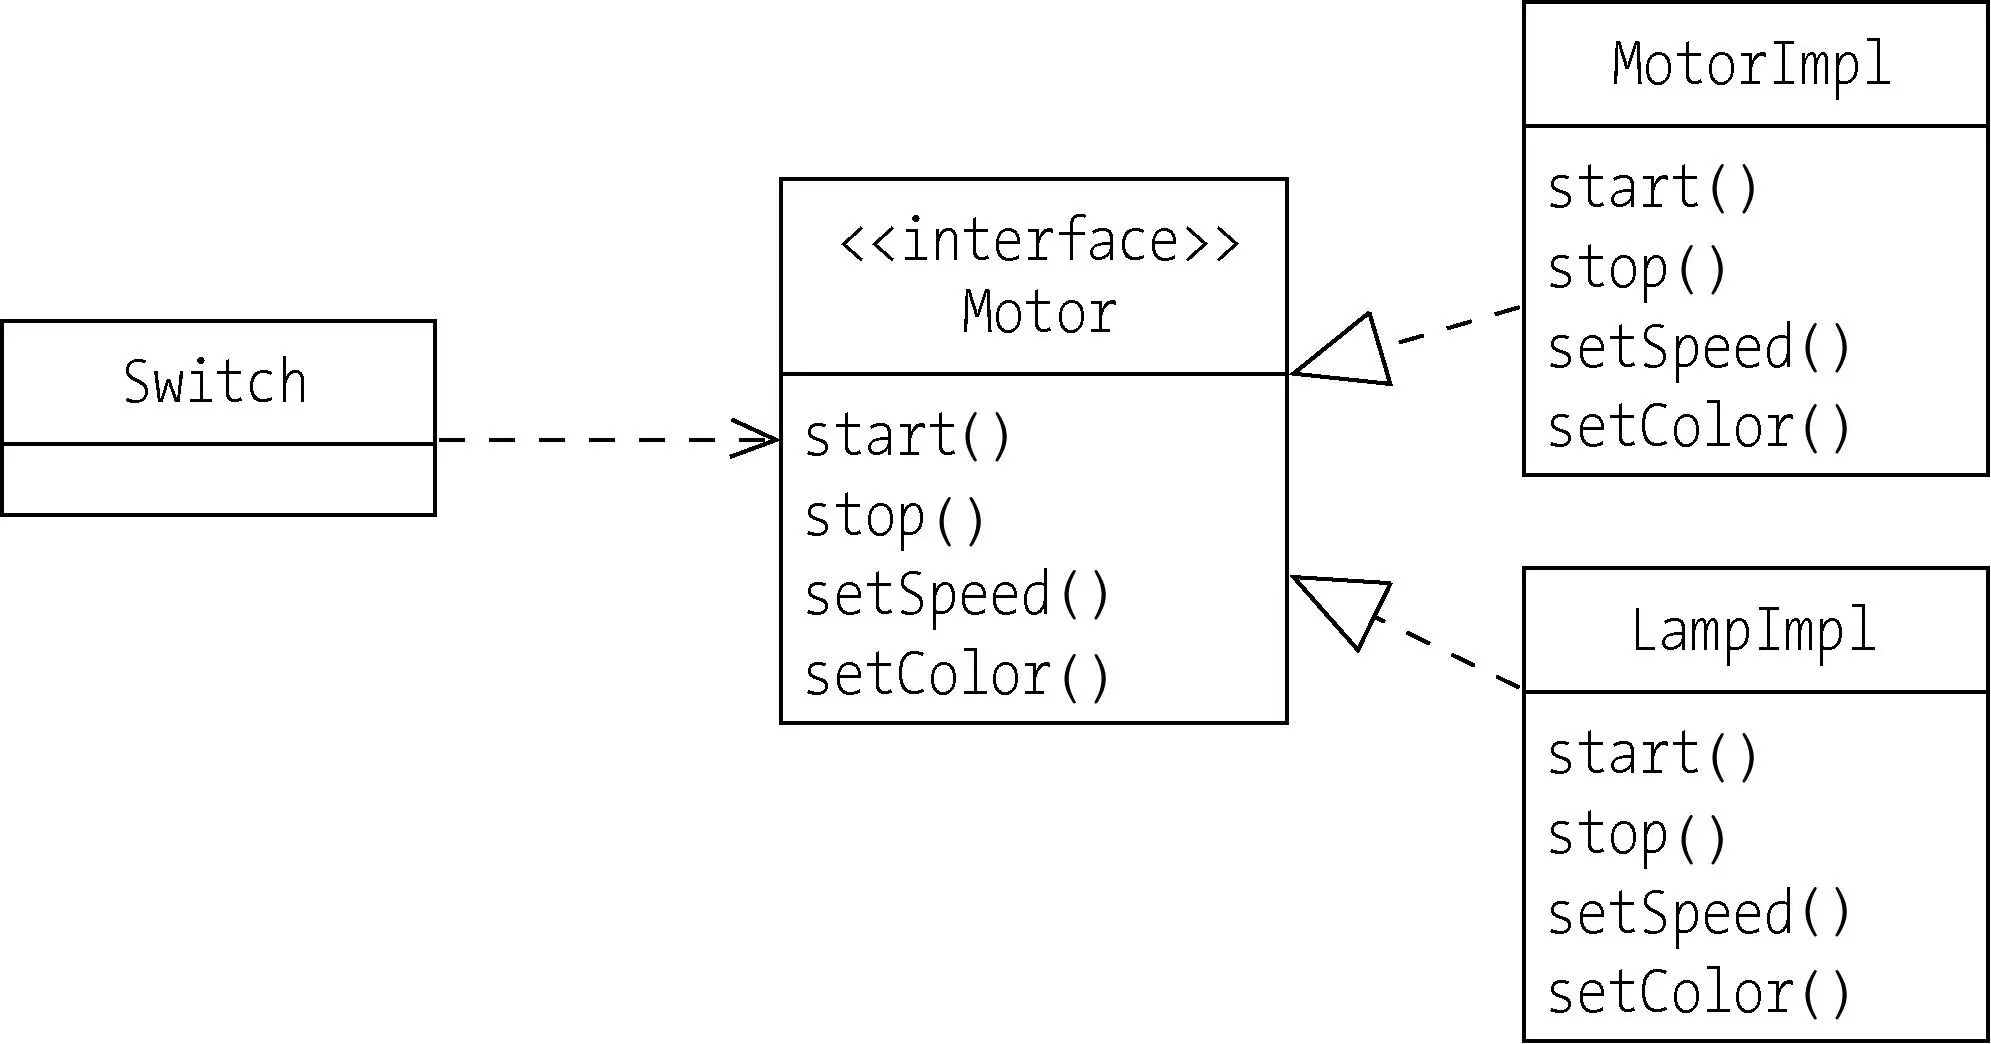 Switch
<<interface>>
Motor
start()
stop()
setSpeed()
setColor()
MotorImpl
start()
stop()
setSpeed()
setColor()
LampImpl
start()
stop()
setSpeed()
setColor()